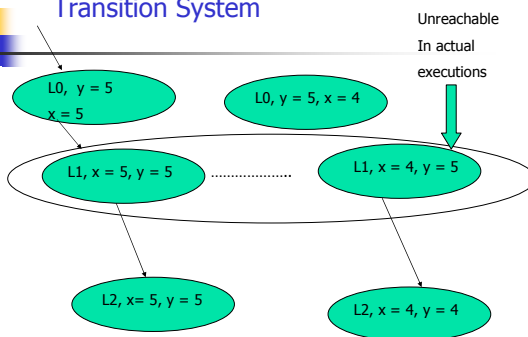 Transition System
Unreachable
In actual
executions
L0, y = 5
x = 5
L0, y = 5, x = 4
L1, x = 5, y = 5
...................
L1, x = 4, y = 5
L2, x= 5, y = 5
L2, x = 4, y = 4